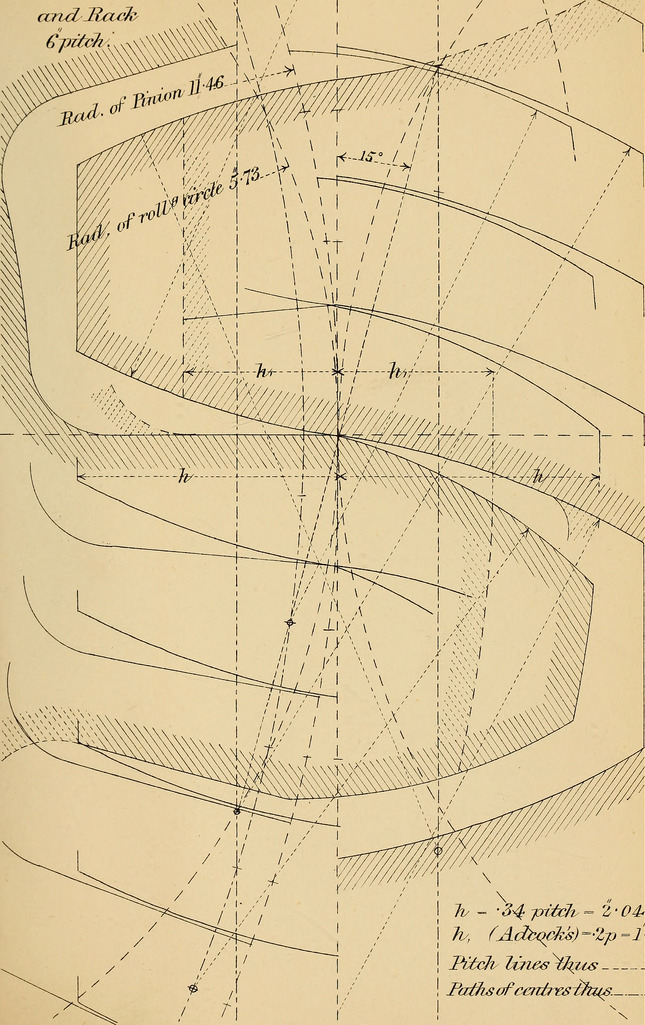 and Rack
6"pitch.
Rad. of Pinion 11"·46
Rad. of roll^g circle 5"·73
15°
h, h,
h h
h = ·34 pitch = 2"·04
h, (Adcock's)=·2p=1
Pitch lines thus
Paths of centres thus